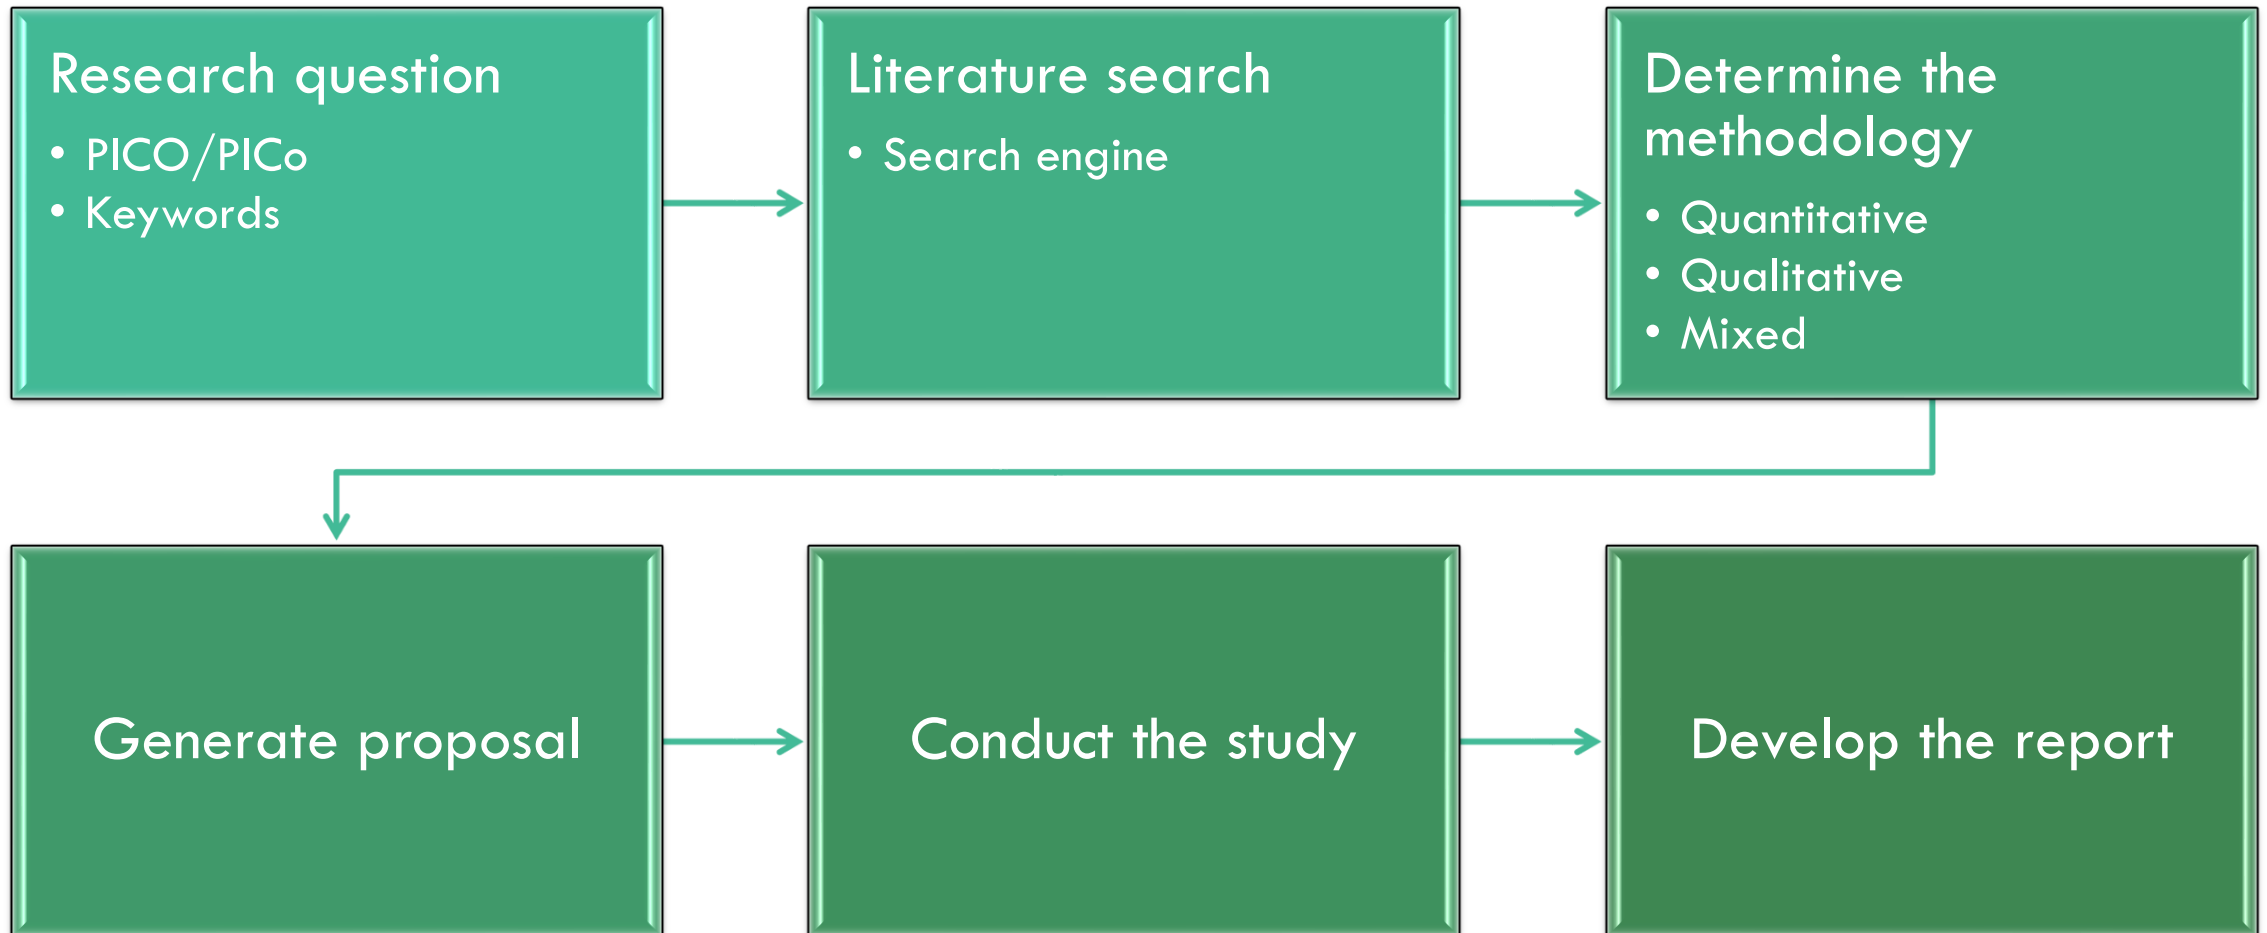 Research question
• PICO/PICo
• Keywords
Literature search
• Search engine
Determine the
methodology
• Quantitative
• Qualitative
• Mixed
Generate proposal
Conduct the study
Develop the report